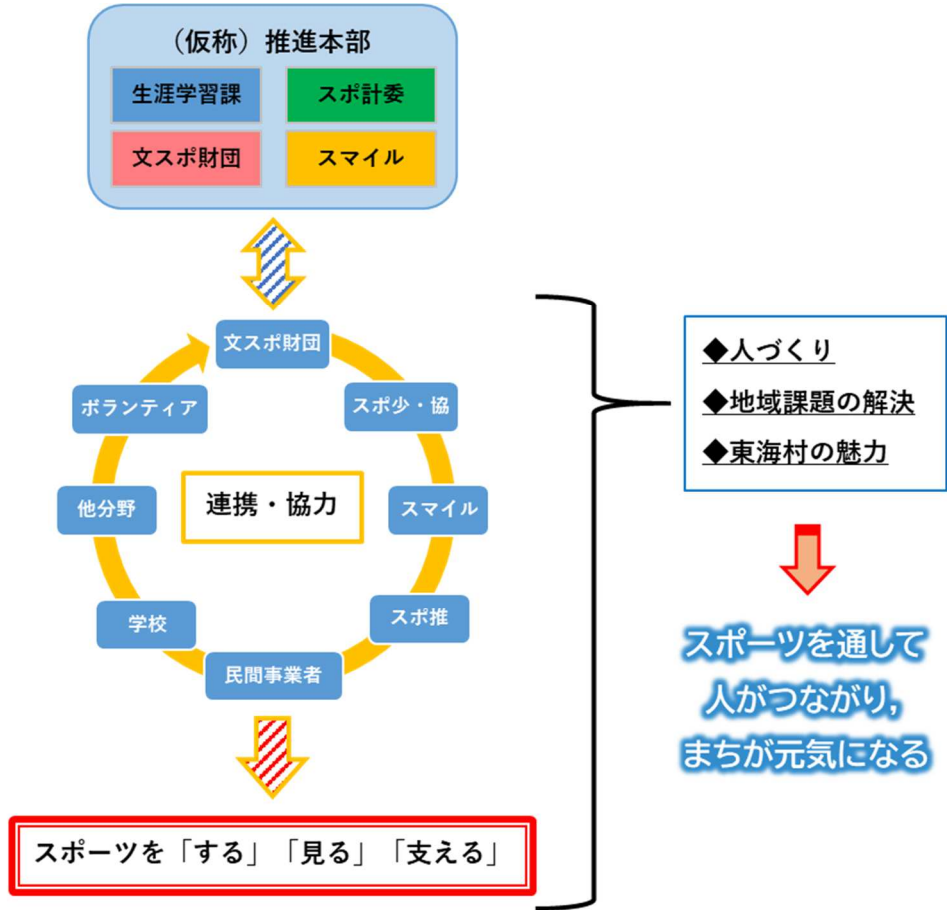 （仮称）推進本部
生涯学習課
スポ計委
文スポ財団
スマイル
文スポ財団
スポ少・協
スマイル
スポ推
民間事業者
学校
他分野
ボランティア
連携・協力
スポーツを「する」「見る」「支える」
◆人づくり
◆地域課題の解決
◆東海村の魅力
スポーツを通して
人がつながり，
まちが元気になる